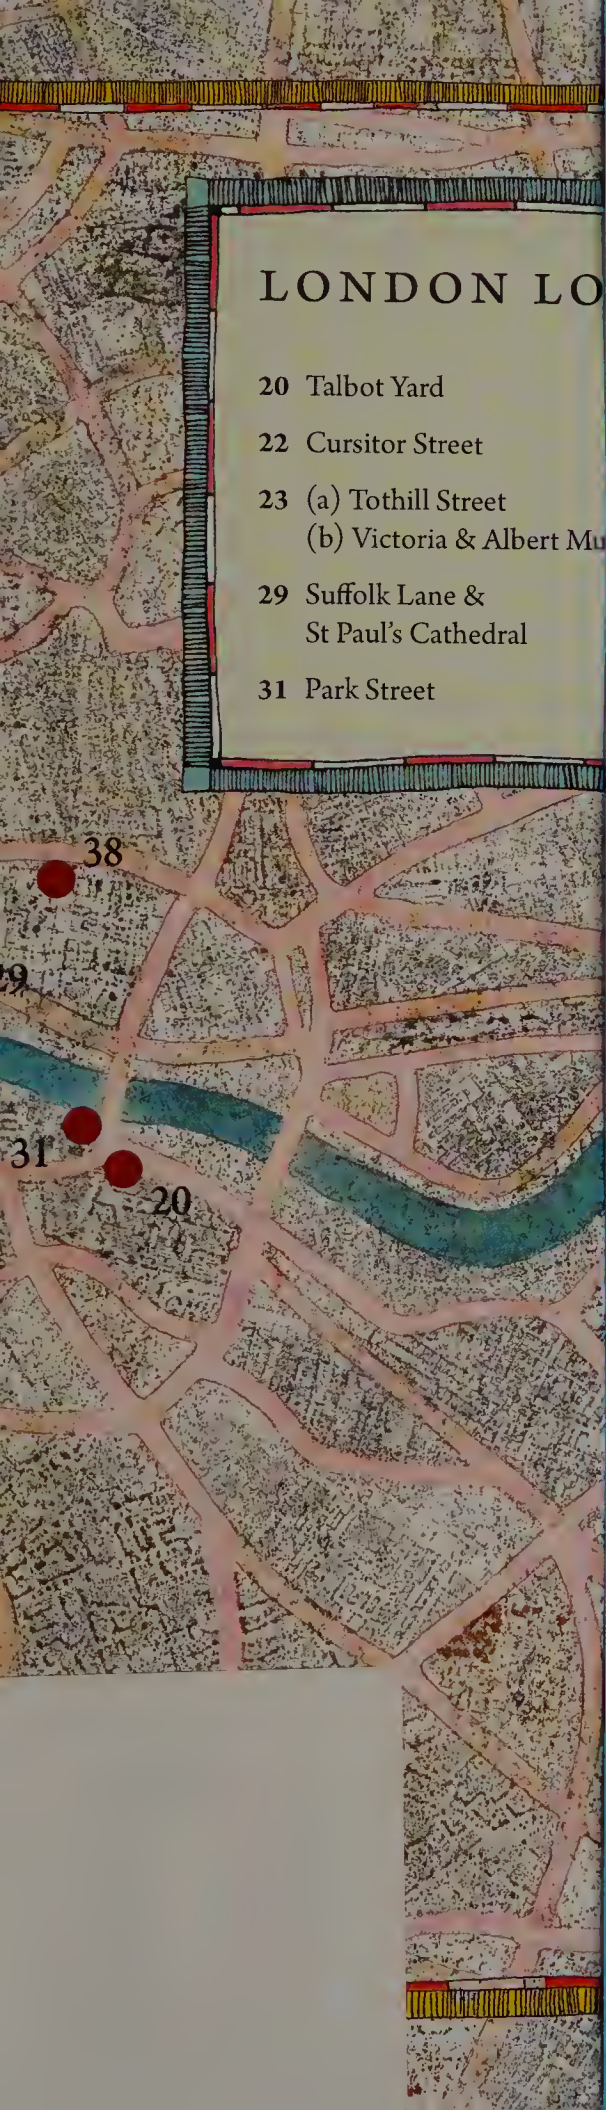 LONDON LO
20 Talbot Yard
22 Cursitor Street
23 (a) Tothill Street
(b) Victoria & Albert Mu
29 Suffolk Lane &
St Paul's Cathedral
31 Park Street
38
29
31
20